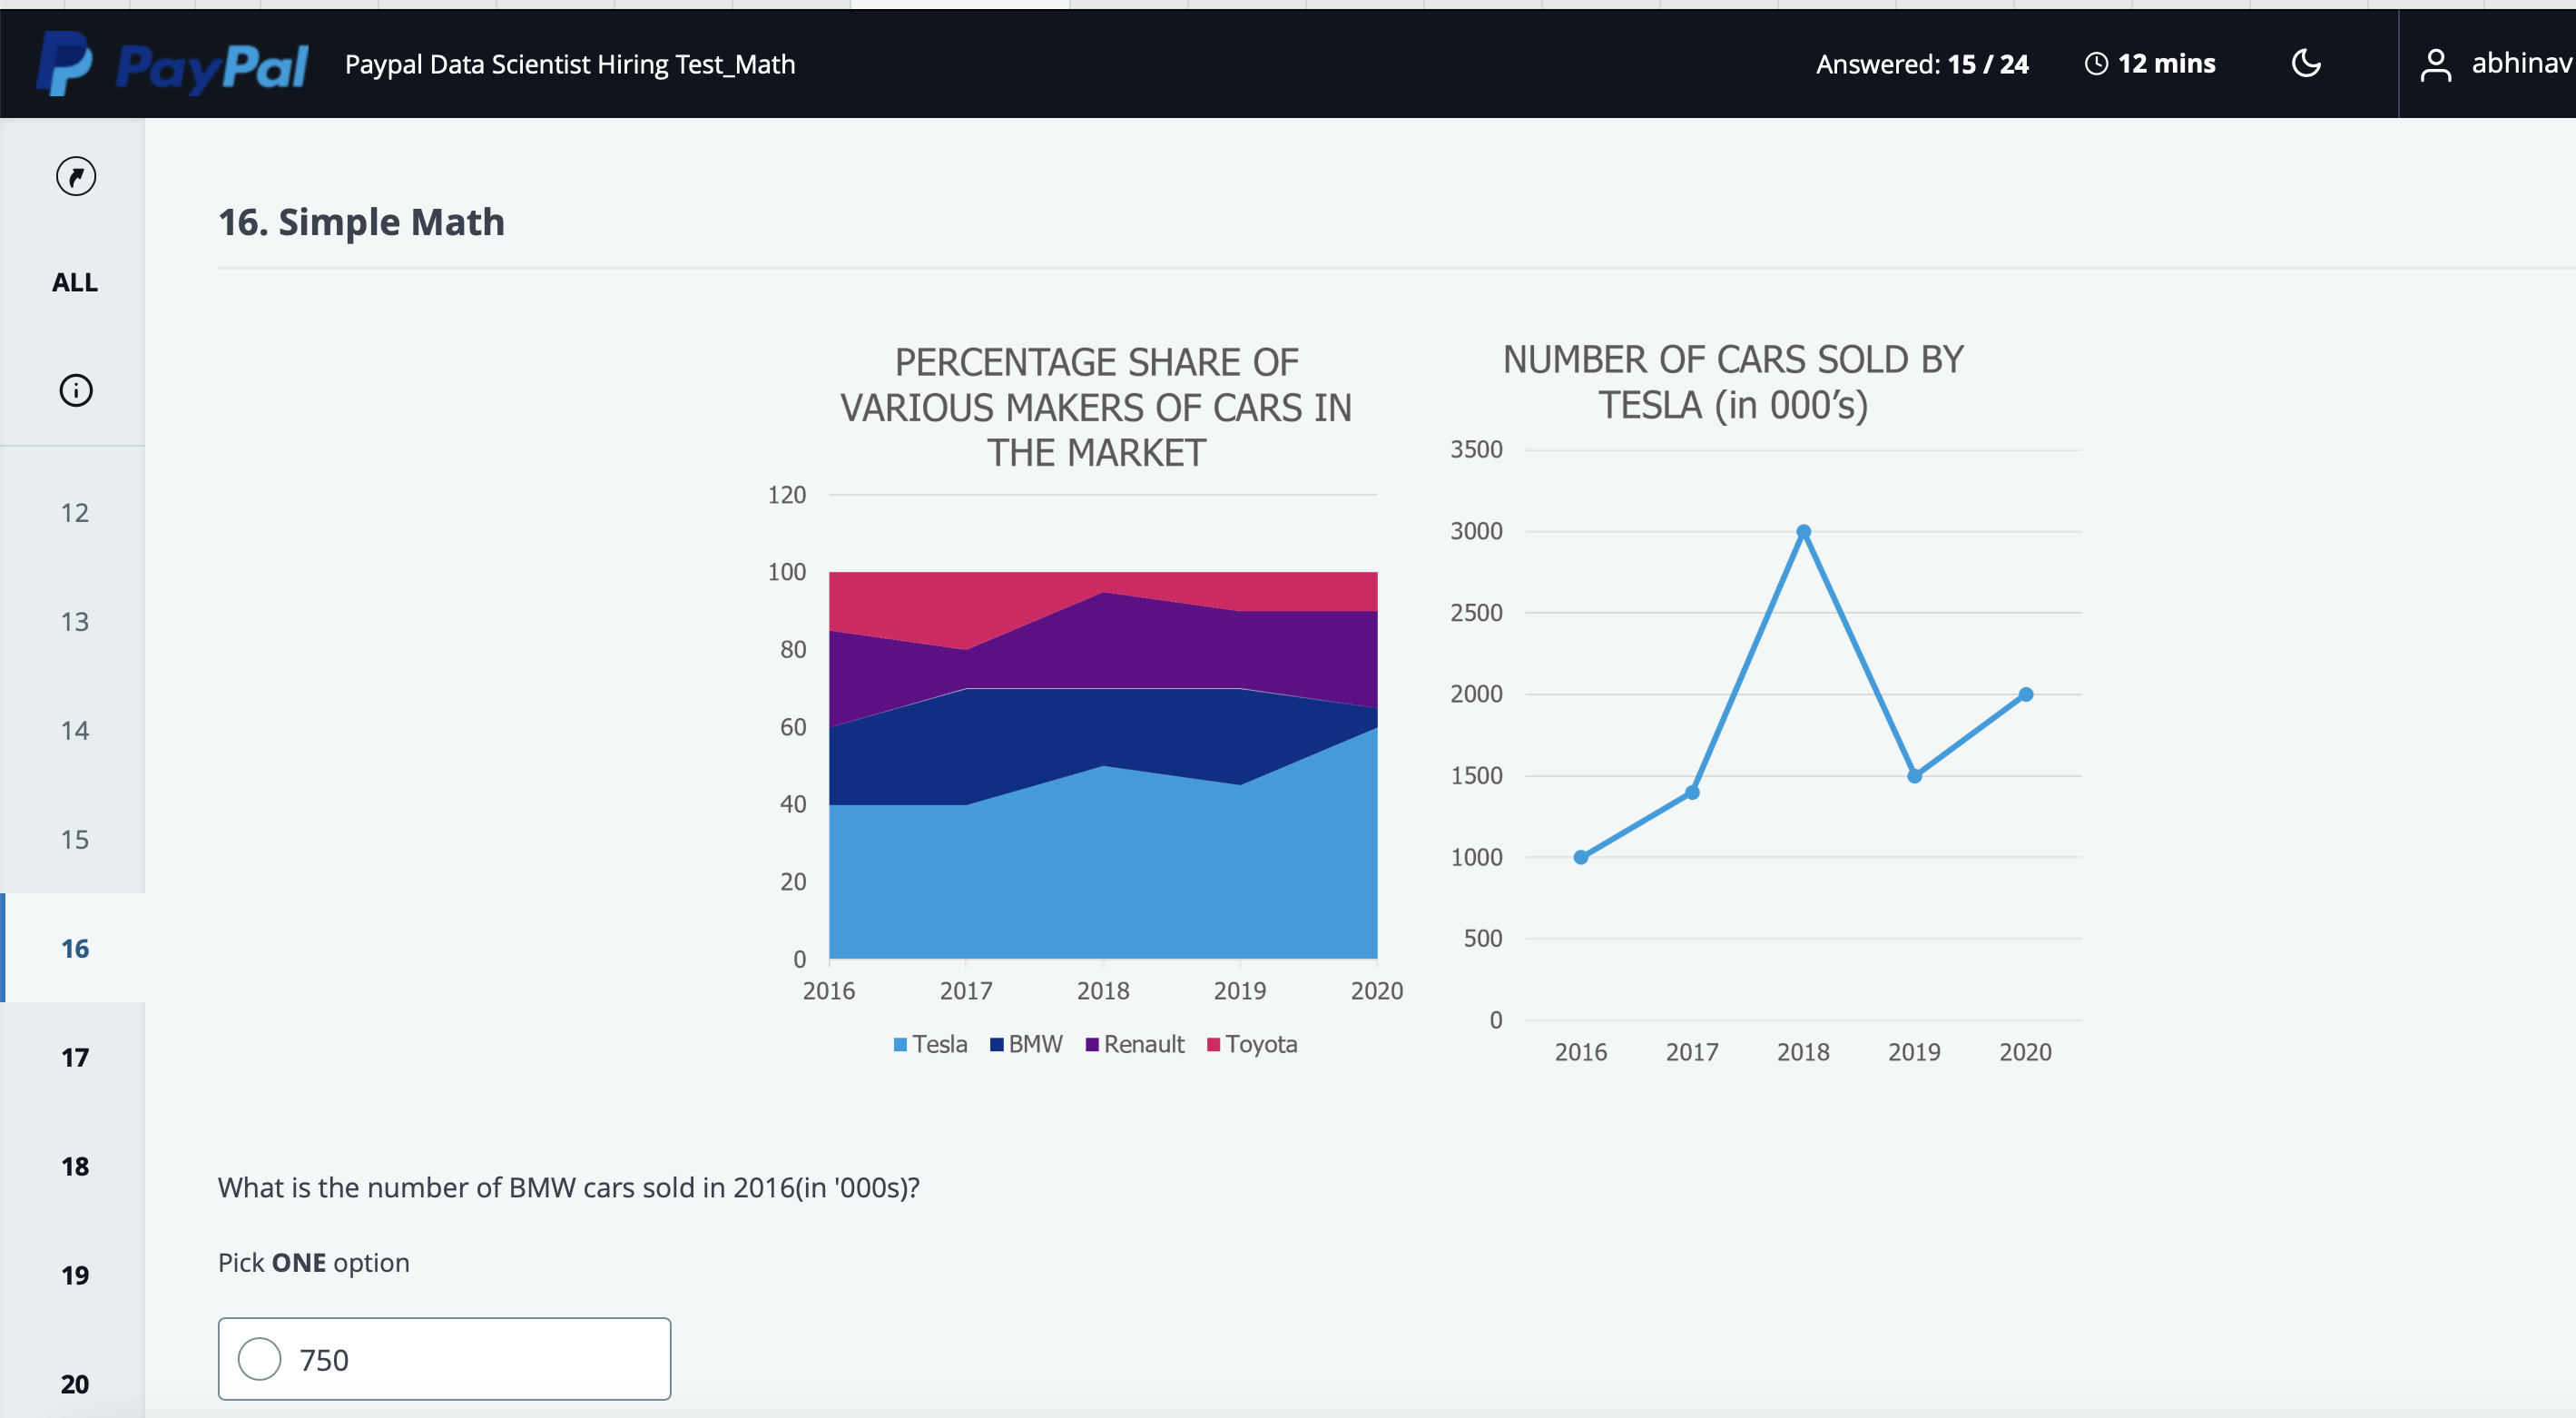 PayPal
Paypal Data Scientist Hiring Test_Math
Answered: 15 / 24
12 mins
abhinav
ALL
12
13
14
15
16
17
18
19
20
16. Simple Math
PERCENTAGE SHARE OF
VARIOUS MAKERS OF CARS IN
THE MARKET
120
100
80
60
40
20
0
2016 2017 2018 2019 2020
Tesla BMW Renault Toyota
NUMBER OF CARS SOLD BY
TESLA (in 000’s)
3500
3000
2500
2000
1500
1000
500
0
2016 2017 2018 2019 2020
What is the number of BMW cars sold in 2016(in '000s)?
Pick ONE option
750